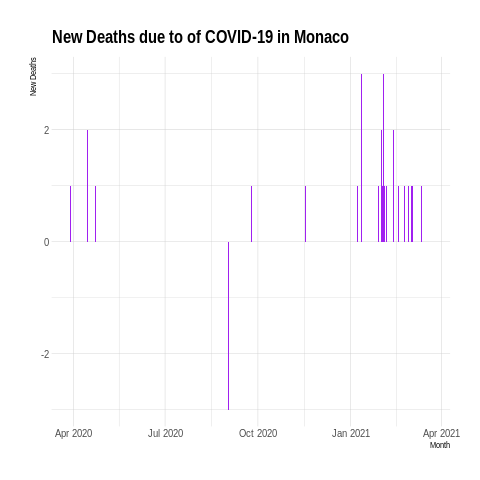 New Deaths due to of COVID-19 in Monaco
New Deaths
2
0
-2
Apr 2020 Jul 2020 Oct 2020 Jan 2021 Apr 2021
Month